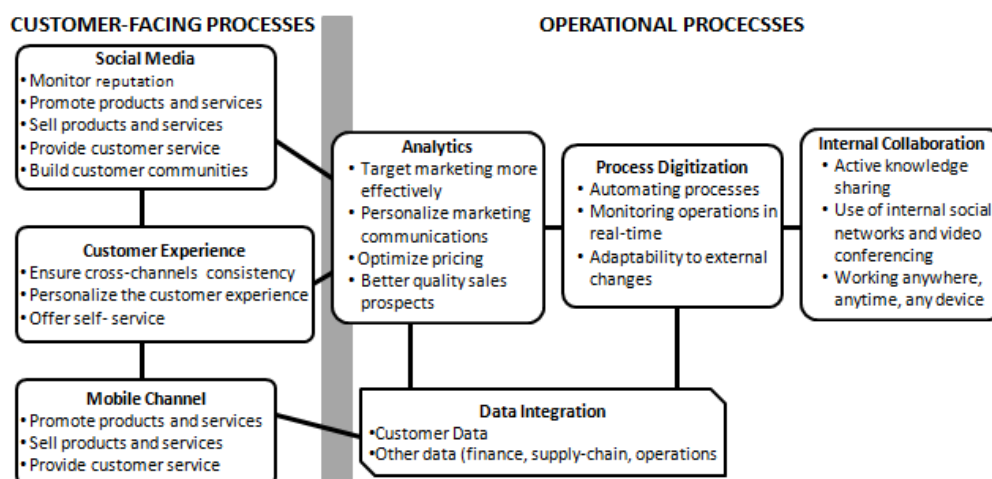 CUSTOMER-FACING PROCESSES
OPERATIONAL PROCECSSES
Social Media
• Monitor reputation
• Promote products and services
• Sell products and services
• Provide customer service
• Build customer communities
Customer Experience
• Ensure cross-channels consistency
• Personalize the customer experience
• Offer self- service
Mobile Channel
• Promote products and services
• Sell products and services
• Provide customer service
Analytics
• Target marketing more
effectively
• Personalize marketing
communications
• Optimize pricing
• Better quality sales
prospects
Process Digitization
• Automating processes
• Monitoring operations in
real-time
• Adaptability to external
changes
Internal Collaboration
• Active knowledge
sharing
• Use of internal social
networks and video
conferencing
• Working anywhere,
anytime, any device
Data Integration
•Customer Data
•Other data (finance, supply-chain, operations